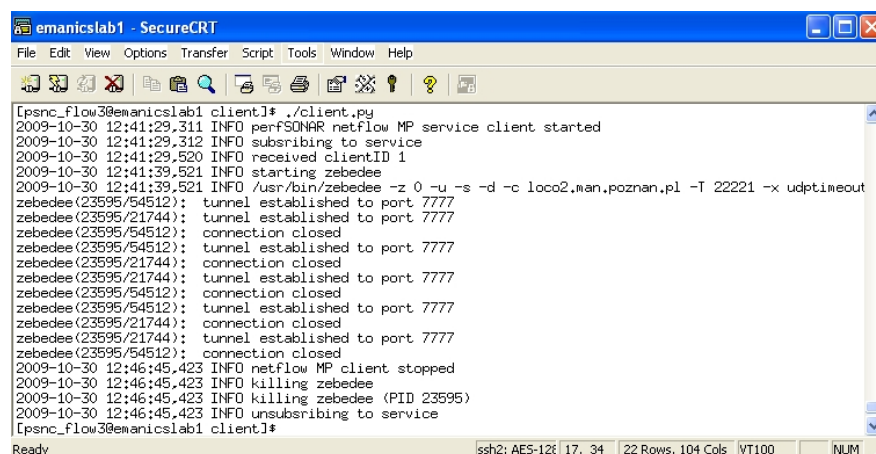 emanicslab1 - SecureCRT
File Edit View Options Transfer Script Tools Window Help
[psnc_flow3@emanicslab1 client]$ ./client.py
2009-10-30 12:41:29,311 INFO perfSONAR netflow MP service client started
2009-10-30 12:41:29,312 INFO subsribing to service
2009-10-30 12:41:29,520 INFO received clientID 1
2009-10-30 12:41:39,521 INFO starting zebedee
2009-10-30 12:41:39,521 INFO /usr/bin/zebedee -z 0 -u -s -d -c loco2.man.poznan.pl -T 22221 -x udptimeout
zebedee(23595/54512): tunnel established to port 7777
zebedee(23595/21744): tunnel established to port 7777
zebedee(23595/54512): connection closed
zebedee(23595/54512): tunnel established to port 7777
zebedee(23595/21744): connection closed
zebedee(23595/21744): tunnel established to port 7777
zebedee(23595/54512): connection closed
zebedee(23595/54512): tunnel established to port 7777
zebedee(23595/21744): connection closed
zebedee(23595/21744): tunnel established to port 7777
zebedee(23595/54512): connection closed
2009-10-30 12:46:45,423 INFO netflow MP client stopped
2009-10-30 12:46:45,423 INFO killing zebedee
2009-10-30 12:46:45,423 INFO killing zebedee (PID 23595)
2009-10-30 12:46:45,423 INFO unsubsribing to service
[psnc_flow3@emanicslab1 client]$
Ready ssh2: AES-128 17, 34 22 Rows, 104 Cols VT100 NUM